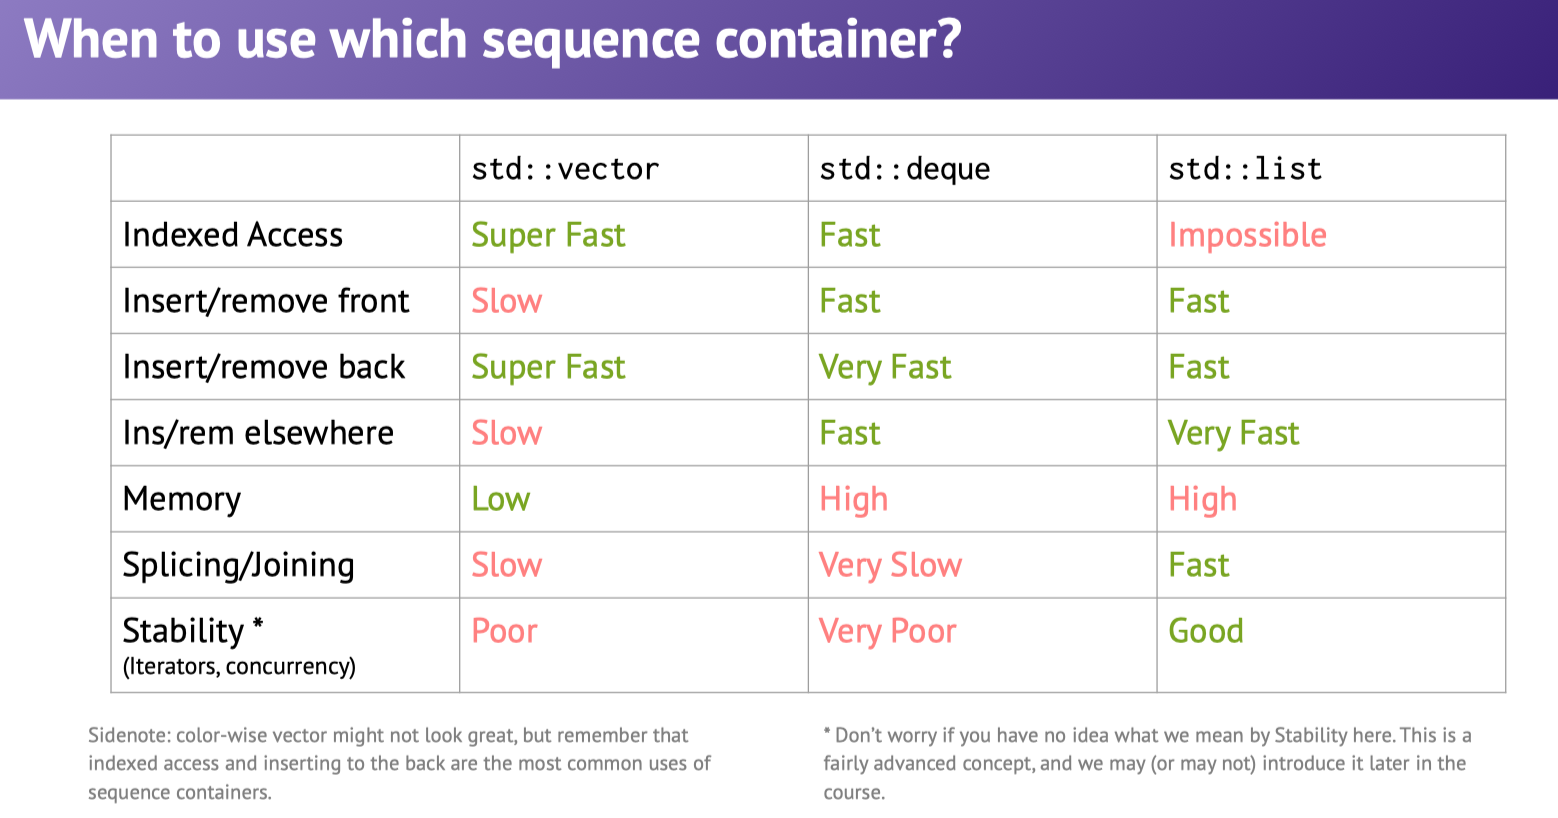 When to use which sequence container?
std::vector std::deque std::list
Indexed Access Super Fast Fast Impossible
Insert/remove front Slow Fast Fast
Insert/remove back Super Fast Very Fast Fast
Ins/rem elsewhere Slow Fast Very Fast
Memory Low High High
Splicing/Joining Slow Very Slow Fast
Stability * Poor Very Poor Good
(Iterators, concurrency)
Sidenote: color-wise vector might not look great, but remember that
indexed access and inserting to the back are the most common uses of
sequence containers.
* Don’t worry if you have no idea what we mean by Stability here. This is a
fairly advanced concept, and we may (or may not) introduce it later in the
course.